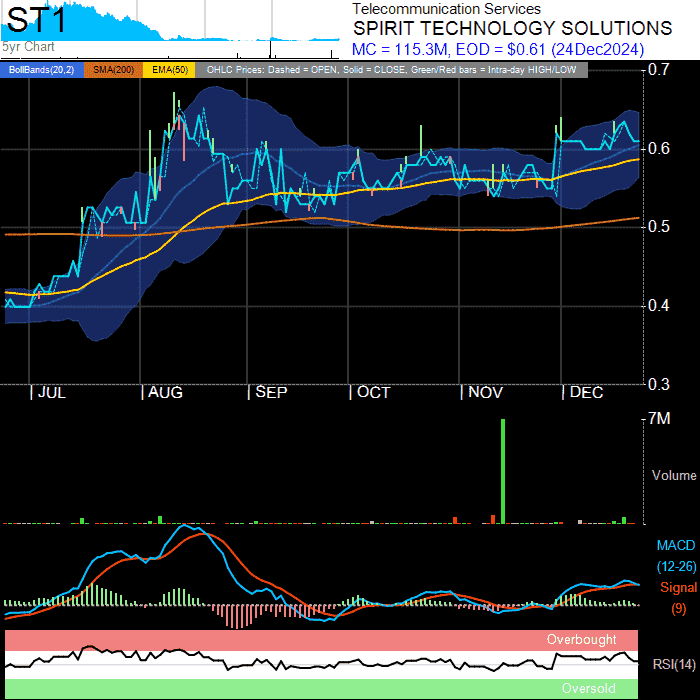 ST1
5yr Chart
Telecommunication Services
SPIRIT TECHNOLOGY SOLUTIONS
MC = 115.3M, EOD = $0.61 (24Dec2024)
BollBands(20,2) SMA(200) EMA(50) OHLC Prices: Dashed = OPEN, Solid = CLOSE, Green/Red bars = Intra-day HIGH/LOW
0.7
0.6
0.5
0.4
0.3
JUL AUG SEP OCT NOV DEC
7M
Volume
MACD
(12-26)
Signal
(9)
Overbought
RSI(14)
Oversold